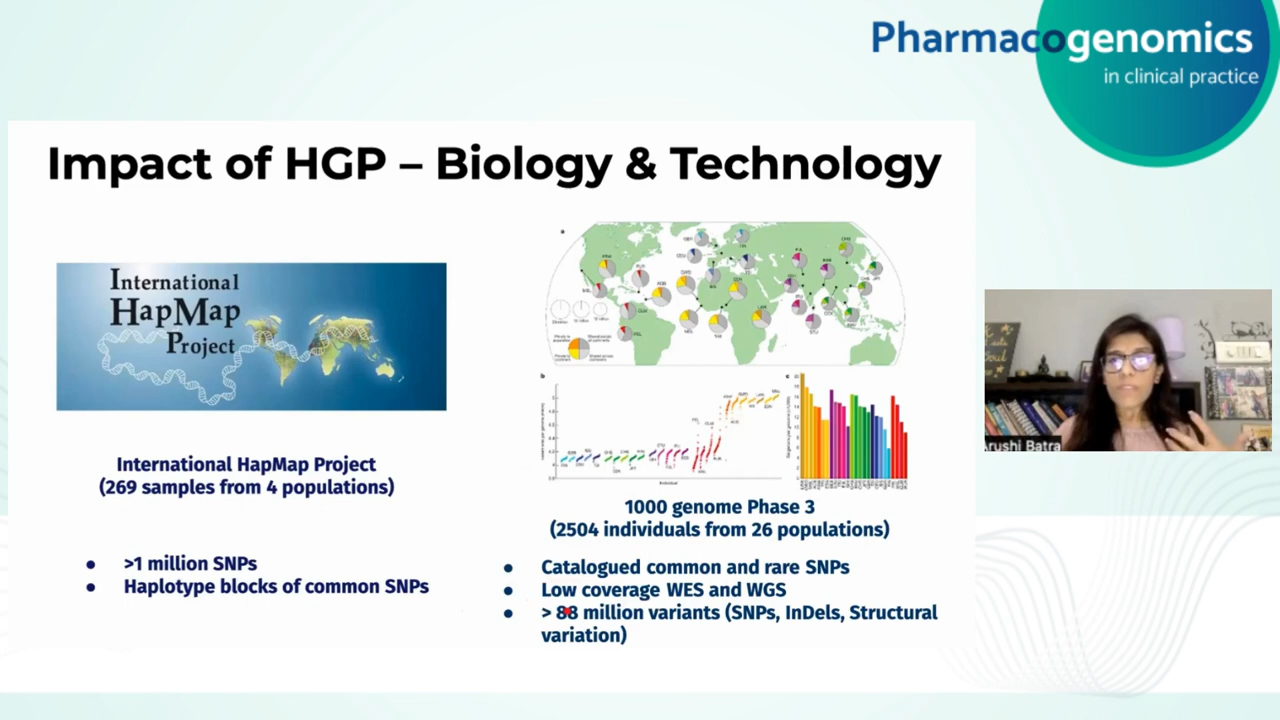 Pharmacogenomics
in clinical practice
Impact of HGP – Biology & Technology
International
HapMap
Project
International HapMap Project
(269 samples from 4 populations)
● >1 million SNPs
● Haplotype blocks of common SNPs
a
b
c
Individual
1000 genome Phase 3
(2504 individuals from 26 populations)
● Catalogued common and rare SNPs
● Low coverage WES and WGS
● > 88 million variants (SNPs, InDels, Structural
variation)
Arushi Batra